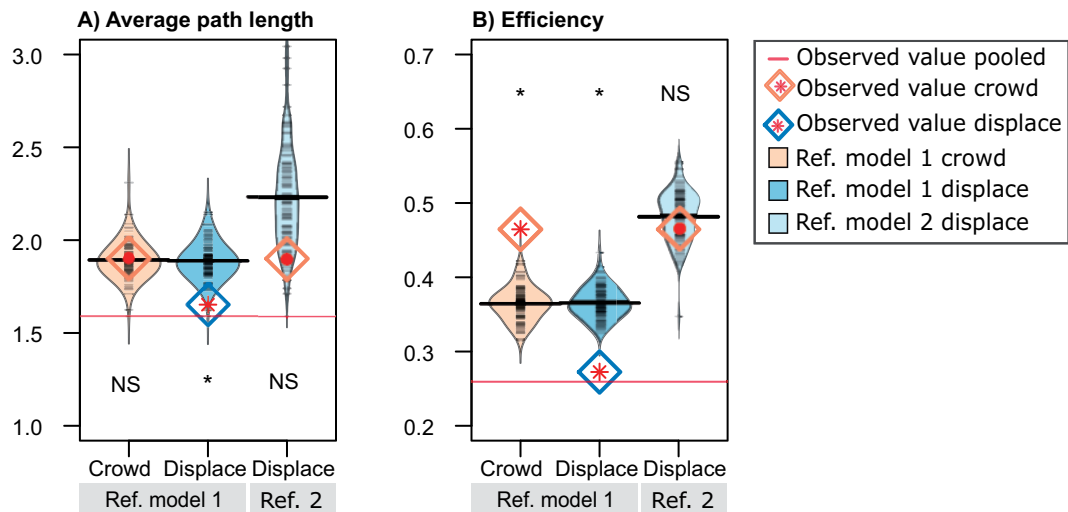 A) Average path length
3.0
2.5
2.0
1.5
1.0
NS
*
NS
Crowd Displace Displace
Ref. model 1 Ref. 2
B) Efficiency
0.7
0.6
0.5
0.4
0.3
0.2
*
*
NS
Crowd Displace Displace
Ref. model 1 Ref. 2
Observed value pooled
Observed value crowd
Observed value displace
Ref. model 1 crowd
Ref. model 1 displace
Ref. model 2 displace